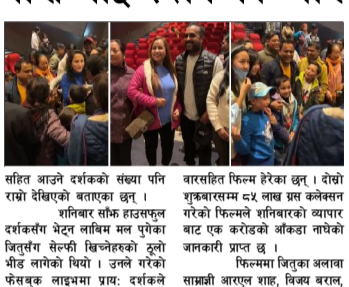 सहित आउने दर्शकको संख्या पनि
राम्रो देखिएको बताएका छन् ।
शनिबार साँझ हाउसफुल
दर्शकसँग भेट्न लाबिम मल पुगेका
जितुसँग सेल्फी खिच्नेहरुको ठूलो
भीड लागेको थियो । उनले गरेको
फेसबुक लाइभमा प्रायः दर्शकले
वारसहित फिल्म हेरेका छन् । दोस्रो
शुक्रबारसम्म ८५ लाख ग्रस कलेक्सन
गरेको फिल्मले शनिबारको व्यापार
बाट एक करोडको आँकडा नाघेको
जानकारी प्राप्त छ ।
फिल्ममा जितुका अलावा
साम्राज्ञी आरएल शाह, विजय बराल,